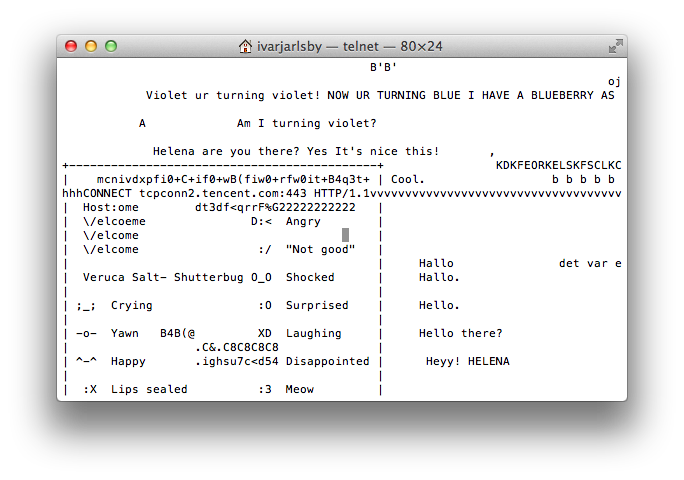 ivarjarlsby — telnet — 80×24
B'B'
oj
Violet ur turning violet! NOW UR TURNING BLUE I HAVE A BLUEBERRY AS
A Am I turning violet?
Helena are you there? Yes It's nice this! ,
+--------------------------------------------+ KDKFEORKELSKFSCLKC
| mcnivdxpfi0+C+if0+wB(fiw0+rfw0it+B4q3t+ | Cool. b b b b b
hhhCONNECT tcpconn2.tencent.com:443 HTTP/1.1vvvvvvvvvvvvvvvvvvvvvvvvvvvvvvvvvvvv
| Host:ome dt3df<qrrF%G22222222222 |
| \/elcoeme D:< Angry |
| \/elcome |
| \/elcome :/ "Not good" |
| | Hallo det var e
| Veruca Salt- Shutterbug O_O Shocked | Hallo.
| |
| ;_; Crying :O Surprised | Hello.
| |
| -o- Yawn B4B(@ XD Laughing | Hello there?
| .C&.C8C8C8C8 |
| ^-^ Happy .ighsu7c<d54 Disappointed | Heyy! HELENA
| |
| :X Lips sealed :3 Meow |